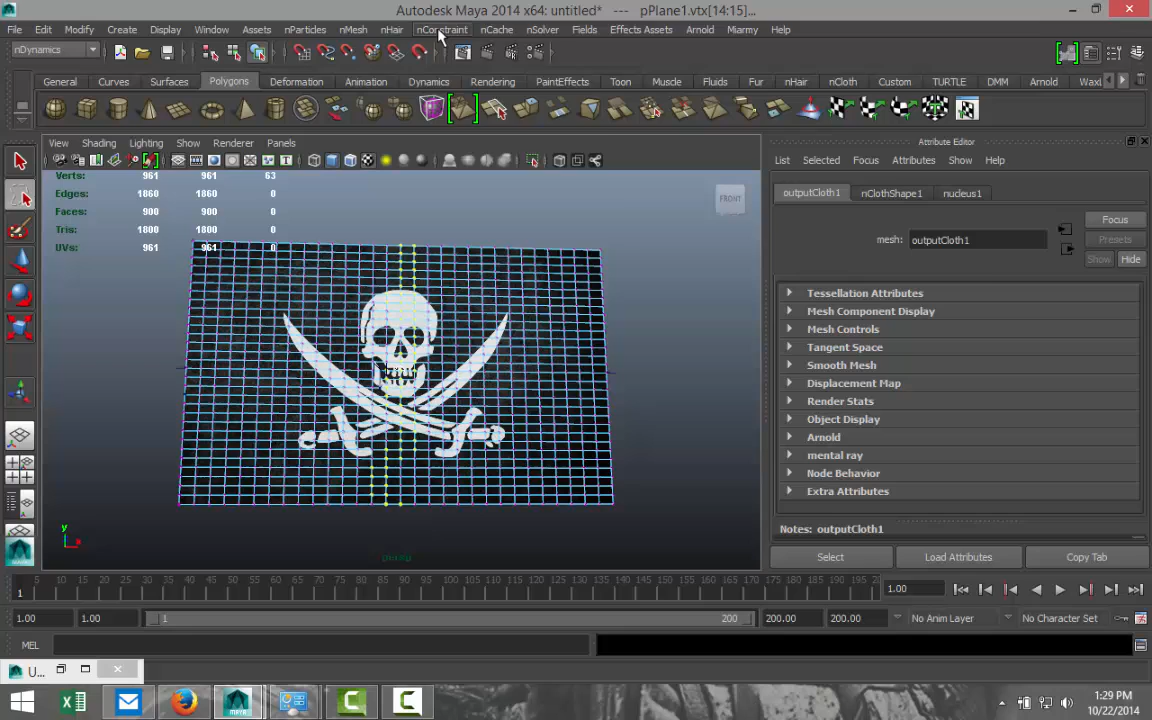 Autodesk Maya 2014 x64: untitled* --- pPlane1.vtx[14:15]...
File Edit Modify Create Display Window Assets nParticles nMesh nHair nConstraint nCache nSolver Fields Effects Assets Arnold Miarmy Help
nDynamics
General Curves Surfaces Polygons Deformation Animation Dynamics Rendering PaintEffects Toon Muscle Fluids Fur nHair nCloth Custom TURTLE DMM Arnold
View Shading Lighting Show Renderer Panels
Attribute Editor
List Selected Focus Attributes Show Help
Verts: 961 961 63
Edges: 1860 1860 0
Faces: 900 900 0
Tris: 1800 1800 0
UVs: 961 961 0
FRONT
outputCloth1 nClothShape1 nucleus1
Focus
mesh: outputCloth1
Presets
Show Hide
Tessellation Attributes
Mesh Component Display
Mesh Controls
Tangent Space
Smooth Mesh
Displacement Map
Render Stats
Object Display
Arnold
mental ray
Node Behavior
Extra Attributes
Notes: outputCloth1
y
persp
Select Load Attributes Copy Tab
5 10 15 20 25 30 35 40 45 50 55 60 65 70 75 80 85 90 95 100 105 110 115 120 125 130 135 140 145 150 155 160 165 170 175 180 185 190 195
1 1.00
1.00 1.00 1 200 200.00 200.00 No Anim Layer No Character Set
MEL
U...
MAYA
1:29 PM
10/22/2014